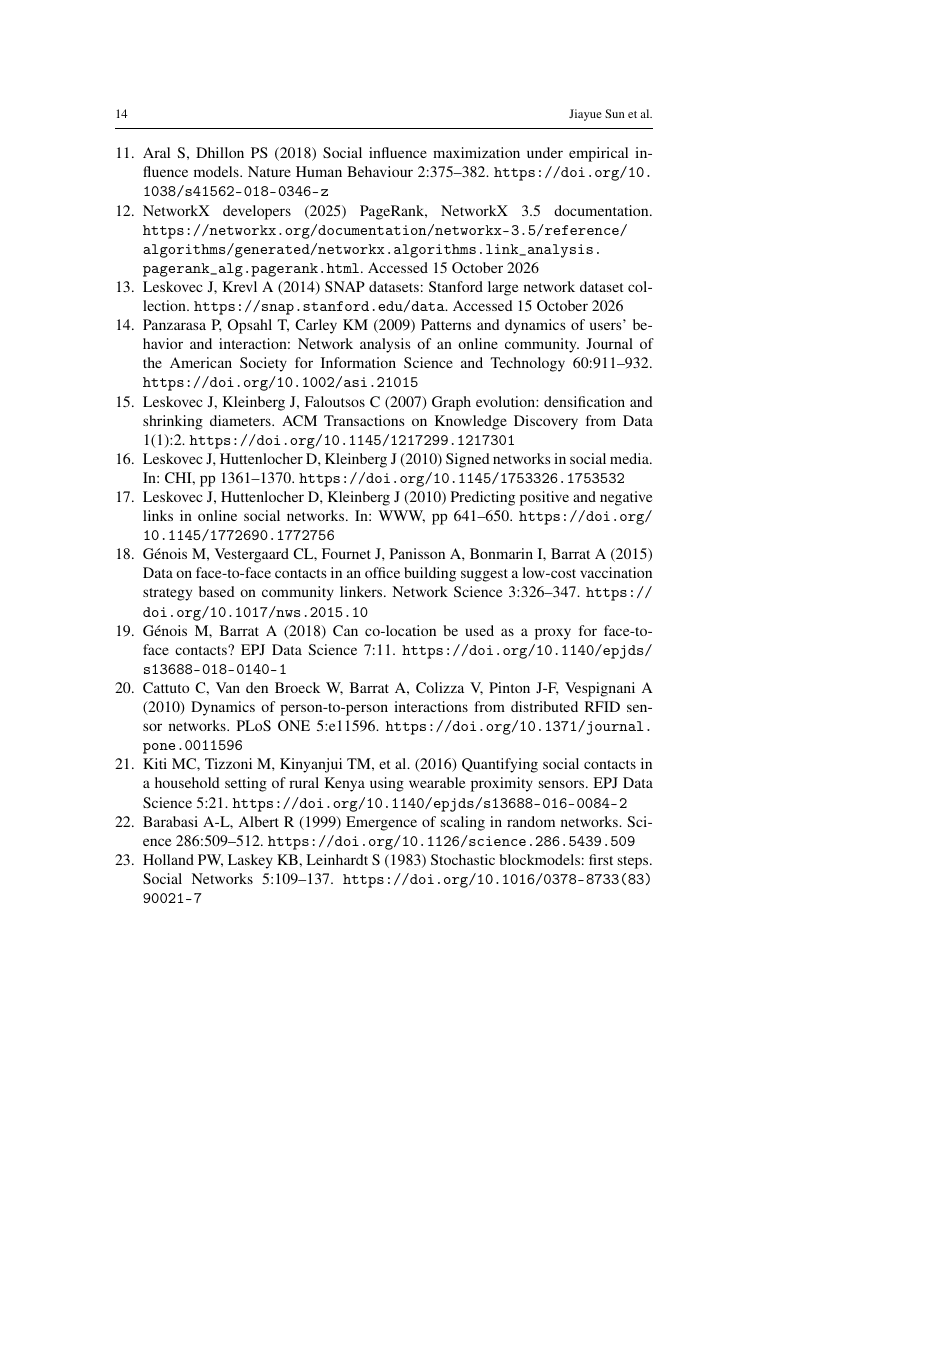 14
Jiayue Sun et al.
11. Aral S, Dhillon PS (2018) Social influence maximization under empirical in-
fluence models. Nature Human Behaviour 2:375–382. https://doi.org/10.
1038/s41562-018-0346-z
12. NetworkX developers (2025) PageRank, NetworkX 3.5 documentation.
https://networkx.org/documentation/networkx-3.5/reference/
algorithms/generated/networkx.algorithms.link_analysis.
pagerank_alg.pagerank.html. Accessed 15 October 2026
13. Leskovec J, Krevl A (2014) SNAP datasets: Stanford large network dataset col-
lection. https://snap.stanford.edu/data. Accessed 15 October 2026
14. Panzarasa P, Opsahl T, Carley KM (2009) Patterns and dynamics of users' be-
havior and interaction: Network analysis of an online community. Journal of
the American Society for Information Science and Technology 60:911–932.
https://doi.org/10.1002/asi.21015
15. Leskovec J, Kleinberg J, Faloutsos C (2007) Graph evolution: densification and
shrinking diameters. ACM Transactions on Knowledge Discovery from Data
1(1):2. https://doi.org/10.1145/1217299.1217301
16. Leskovec J, Huttenlocher D, Kleinberg J (2010) Signed networks in social media.
In: CHI, pp 1361–1370. https://doi.org/10.1145/1753326.1753532
17. Leskovec J, Huttenlocher D, Kleinberg J (2010) Predicting positive and negative
links in online social networks. In: WWW, pp 641–650. https://doi.org/
10.1145/1772690.1772756
18. Génois M, Vestergaard CL, Fournet J, Panisson A, Bonmarin I, Barrat A (2015)
Data on face-to-face contacts in an office building suggest a low-cost vaccination
strategy based on community linkers. Network Science 3:326–347. https://
doi.org/10.1017/nws.2015.10
19. Génois M, Barrat A (2018) Can co-location be used as a proxy for face-to-
face contacts? EPJ Data Science 7:11. https://doi.org/10.1140/epjds/
s13688-018-0140-1
20. Cattuto C, Van den Broeck W, Barrat A, Colizza V, Pinton J-F, Vespignani A
(2010) Dynamics of person-to-person interactions from distributed RFID sen-
sor networks. PLoS ONE 5:e11596. https://doi.org/10.1371/journal.
pone.0011596
21. Kiti MC, Tizzoni M, Kinyanjui TM, et al. (2016) Quantifying social contacts in
a household setting of rural Kenya using wearable proximity sensors. EPJ Data
Science 5:21. https://doi.org/10.1140/epjds/s13688-016-0084-2
22. Barabasi A-L, Albert R (1999) Emergence of scaling in random networks. Sci-
ence 286:509–512. https://doi.org/10.1126/science.286.5439.509
23. Holland PW, Laskey KB, Leinhardt S (1983) Stochastic blockmodels: first steps.
Social Networks 5:109–137. https://doi.org/10.1016/0378-8733(83)
90021-7